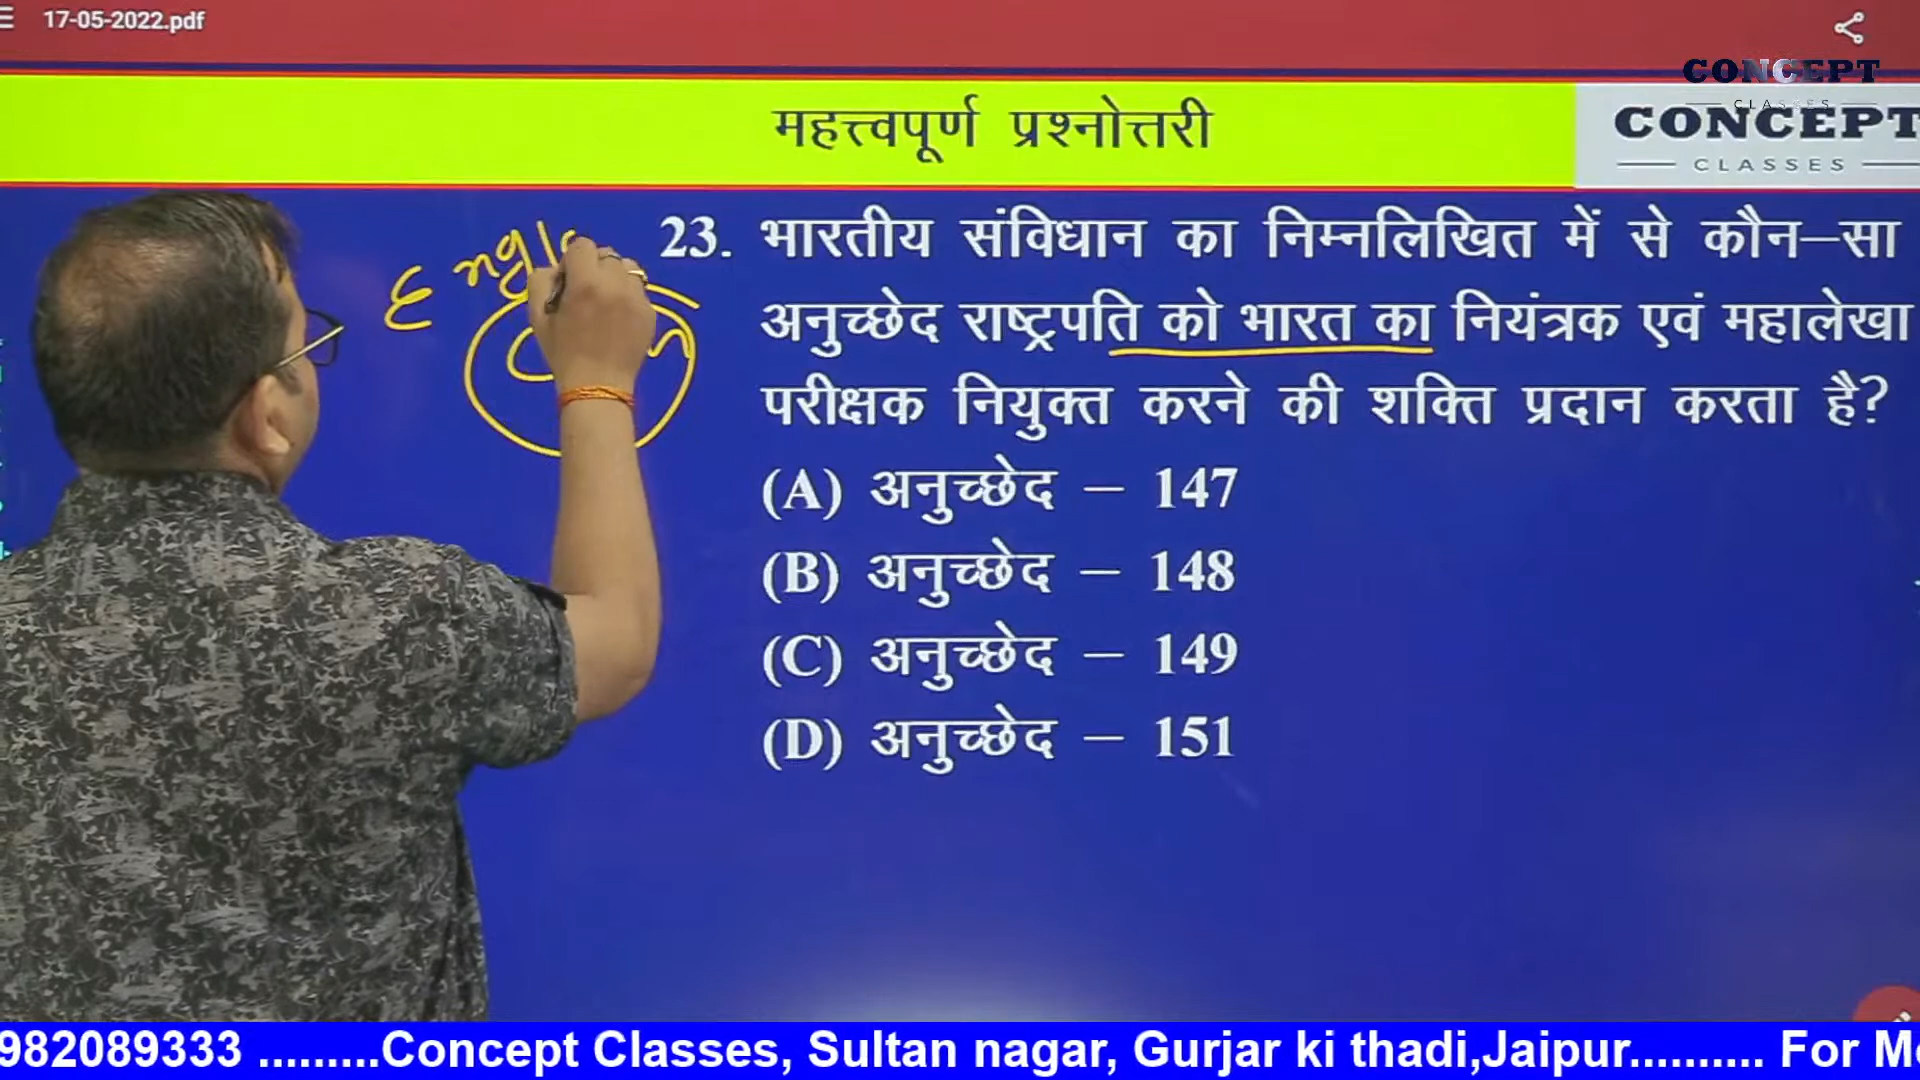 17-05-2022.pdf
CONCEPT
CLASSES
महत्त्वपूर्ण प्रश्नोत्तरी
CONCEPT
CLASSES
23. भारतीय संविधान का निम्नलिखित में से कौन–सा
अनुच्छेद राष्ट्रपति को भारत का नियंत्रक एवं महालेखा
परीक्षक नियुक्त करने की शक्ति प्रदान करता है?
(A) अनुच्छेद – 147
(B) अनुच्छेद – 148
(C) अनुच्छेद – 149
(D) अनुच्छेद – 151
982089333 .........Concept Classes, Sultan nagar, Gurjar ki thadi,Jaipur.......... For M